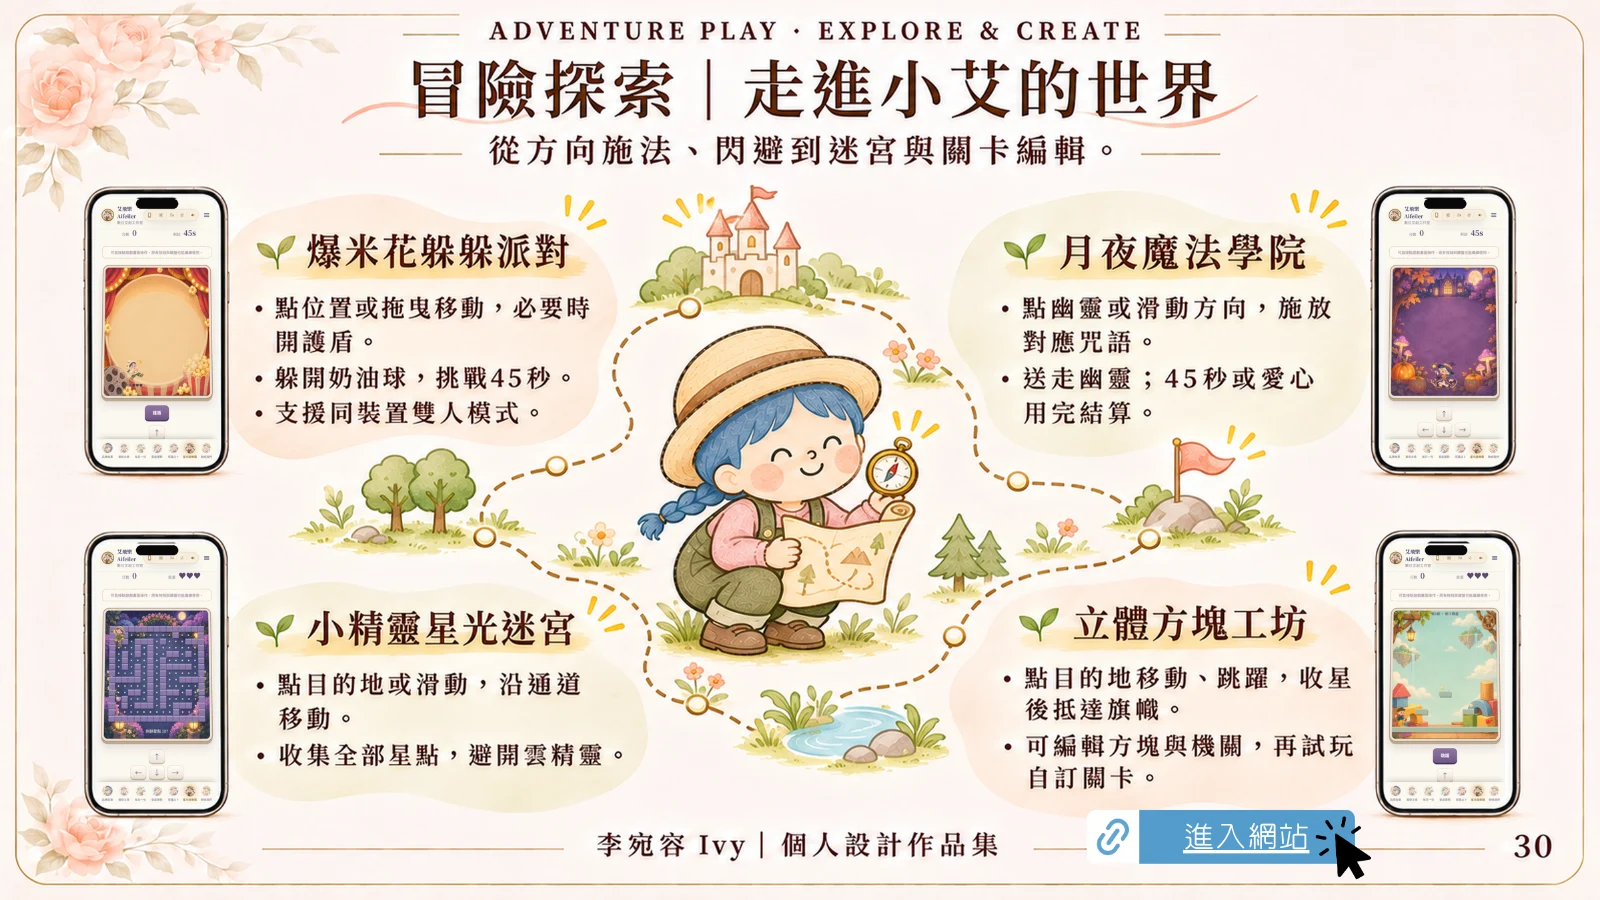 ADVENTURE PLAY · EXPLORE & CREATE
冒險探索｜走進小艾的世界
從方向施法、閃避到迷宮與關卡編輯。
爆米花躲躲派對
• 點位置或拖曳移動，必要時
開護盾。
• 躲開奶油球，挑戰45秒。
• 支援同裝置雙人模式。
月夜魔法學院
• 點幽靈或滑動方向，施放
對應咒語。
• 送走幽靈；45秒或愛心
用完結算。
小精靈星光迷宮
• 點目的地或滑動，沿通道
移動。
• 收集全部星點，避開雲精靈。
立體方塊工坊
• 點目的地移動、跳躍，收星
後抵達旗幟。
• 可編輯方塊與機關，再試玩
自訂關卡。
0
45s
0
45s
0
0
李宛容 Ivy｜個人設計作品集
進入網站
30